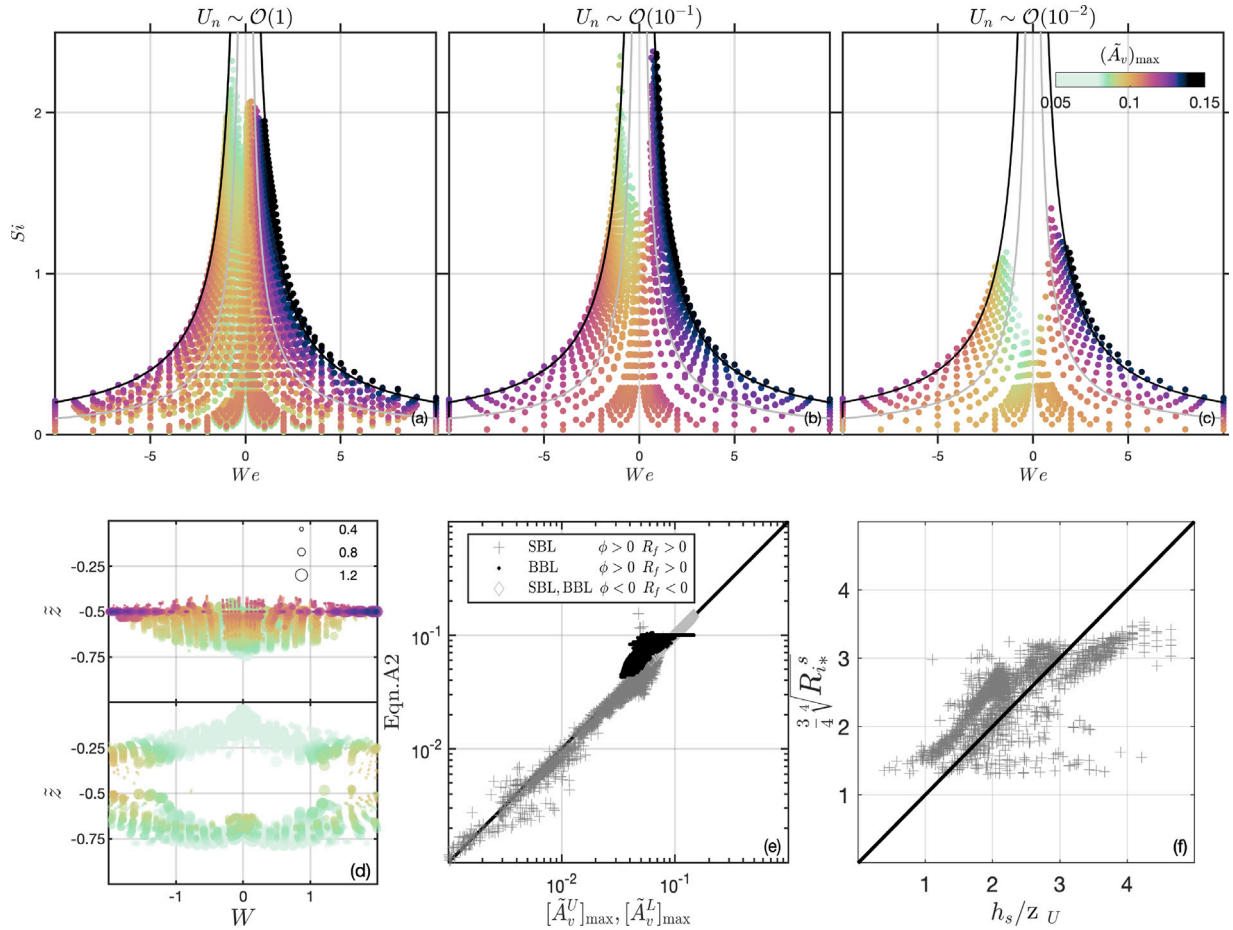 U_n ∼ O(1)
U_n ∼ O(10^{-1})
U_n ∼ O(10^{-2})
(Ã_v)_max
0.05 0.1 0.15
Si
2
1
0
(a)
(b)
(c)
-5 0 5
-5 0 5
-5 0 5
We
We
We
0.4
0.8
1.2
-0.25
-0.5
-0.75
z̃
-0.25
-0.5
-0.75
z̃
(d)
-1 0 1
W
SBL ϕ > 0 R_f > 0
BBL ϕ > 0 R_f > 0
SBL, BBL ϕ < 0 R_f < 0
10^{-1}
10^{-2}
Eqn.A2
(e)
10^{-2} 10^{-1}
[Ã_v^U]_max, [Ã_v^L]_max
4
3
2
1
\frac{3}{4}\sqrt[4]{R_{i*}^s}
(f)
1 2 3 4
h_s/z_U